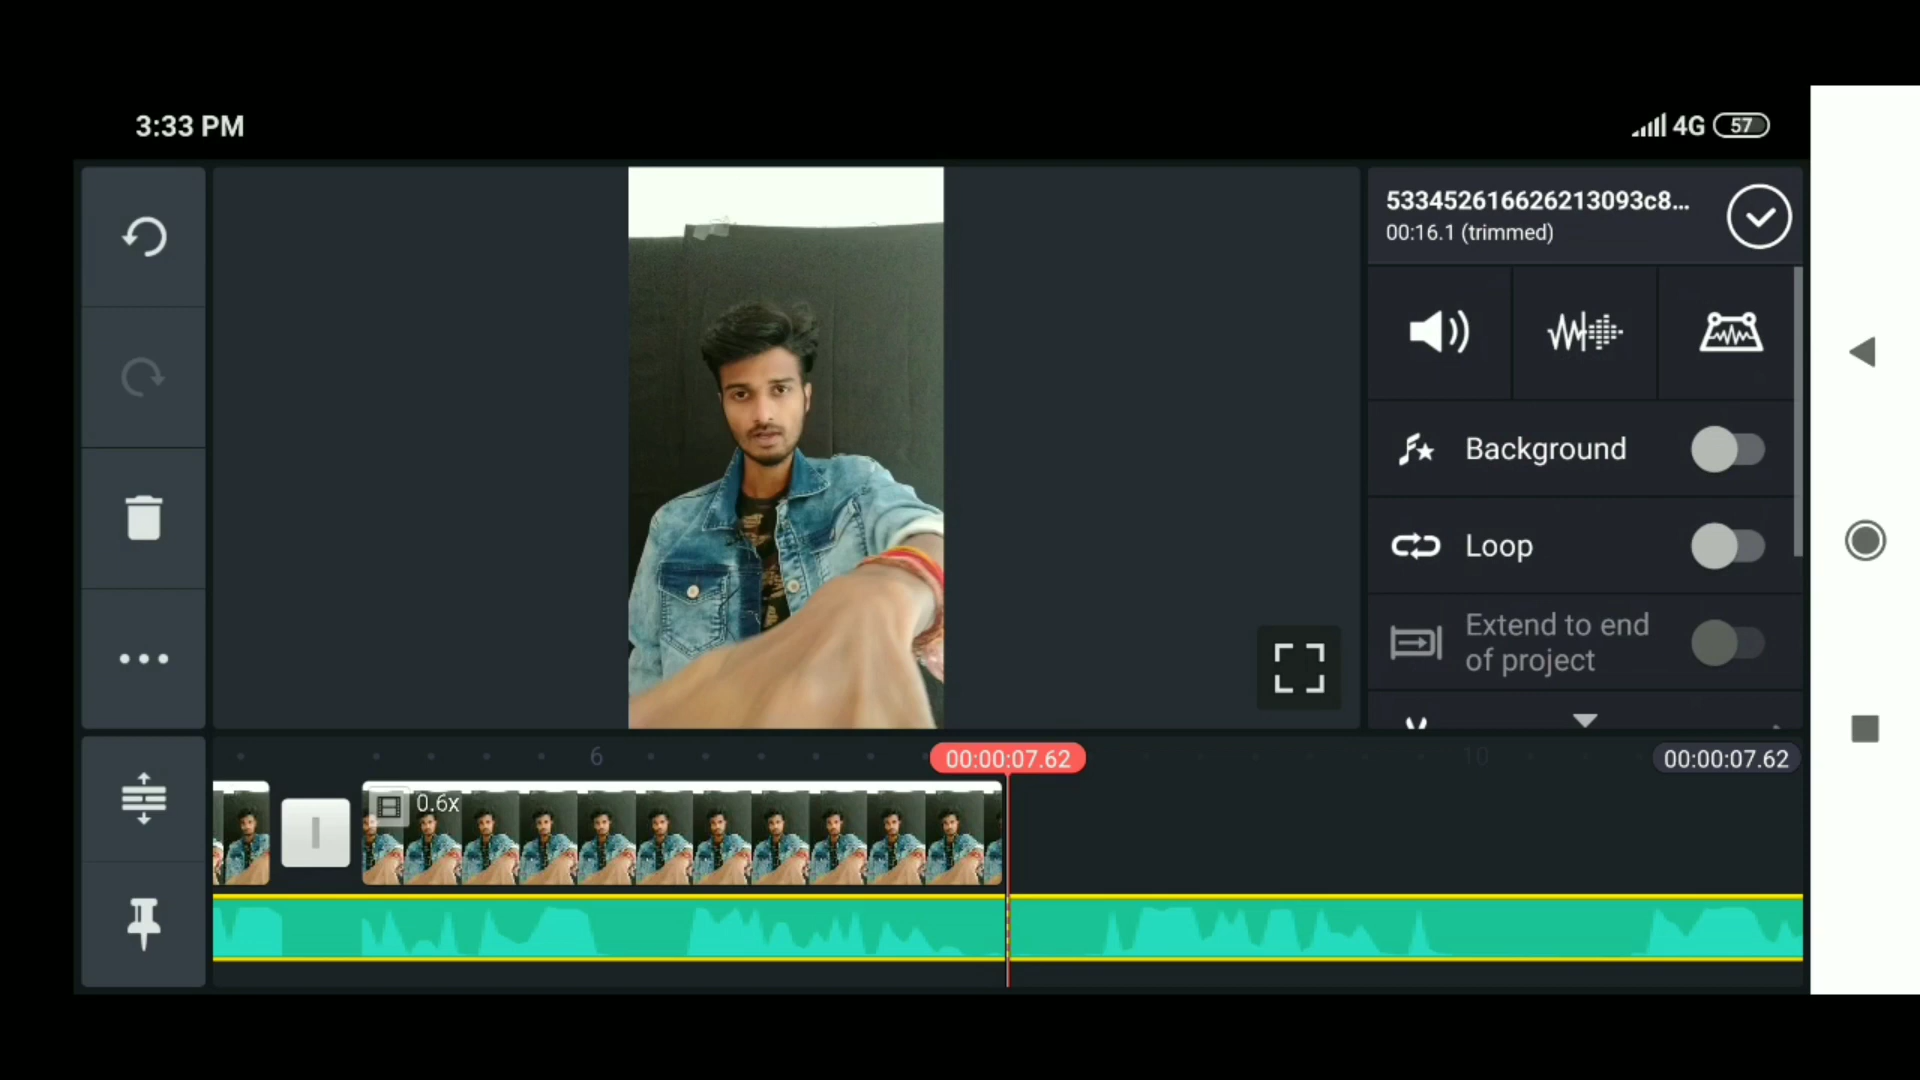 3:33 PM
4G 57
533452616626213093c8...
00:16.1 (trimmed)
Background
Loop
Extend to end
of project
6
00:00:07.62
10
00:00:07.62
0.6x